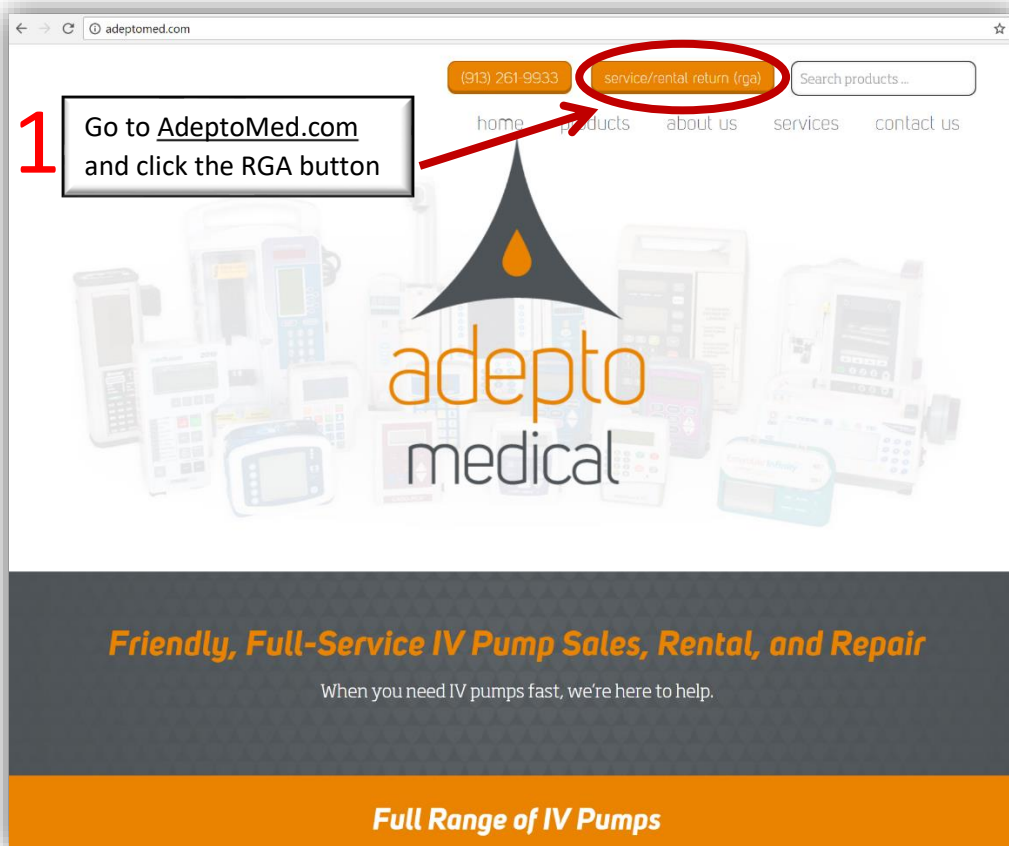 adeptomed.com
(913) 261-9933
service/rental return (rga)
Search products ...
1
Go to AdeptoMed.com
and click the RGA button
home products about us services contact us
adepto
medical
Friendly, Full-Service IV Pump Sales, Rental, and Repair
When you need IV pumps fast, we're here to help.
Full Range of IV Pumps